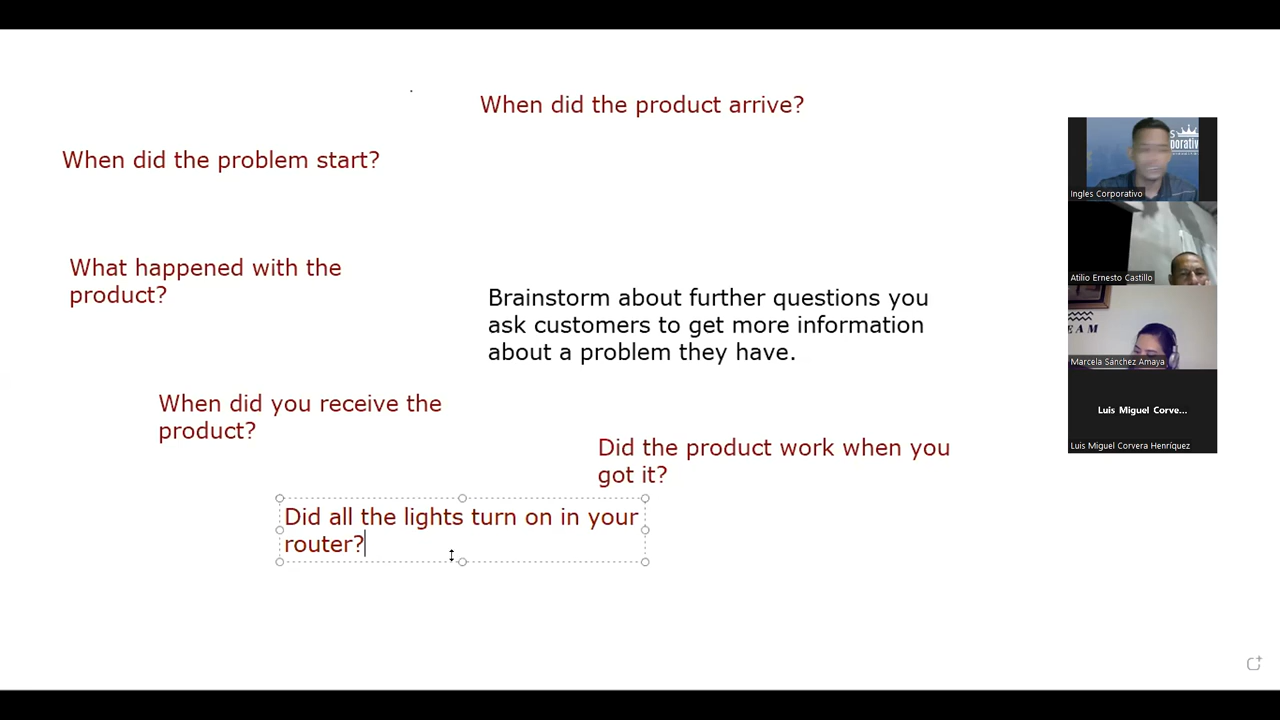 When did the product arrive?
When did the problem start?
What happened with the
product?
Brainstorm about further questions you
ask customers to get more information
about a problem they have.
When did you receive the
product?
Did the product work when you
got it?
Did all the lights turn on in your
router?
Ingles Corporativo
Atilio Ernesto Castillo
EAM
Marcela Sánchez Amaya
Luis Miguel Corve...
Luis Miguel Corvera Henríquez